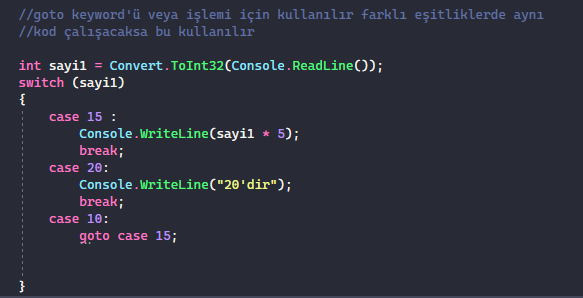 //goto keyword'ü veya işlemi için kullanılır farklı eşitliklerde aynı
//kod çalışacaksa bu kullanılır
int sayi1 = Convert.ToInt32(Console.ReadLine());
switch (sayi1)
{
case 15 :
Console.WriteLine(sayi1 * 5);
break;
case 20:
Console.WriteLine("20'dir");
break;
case 10:
goto case 15;
}